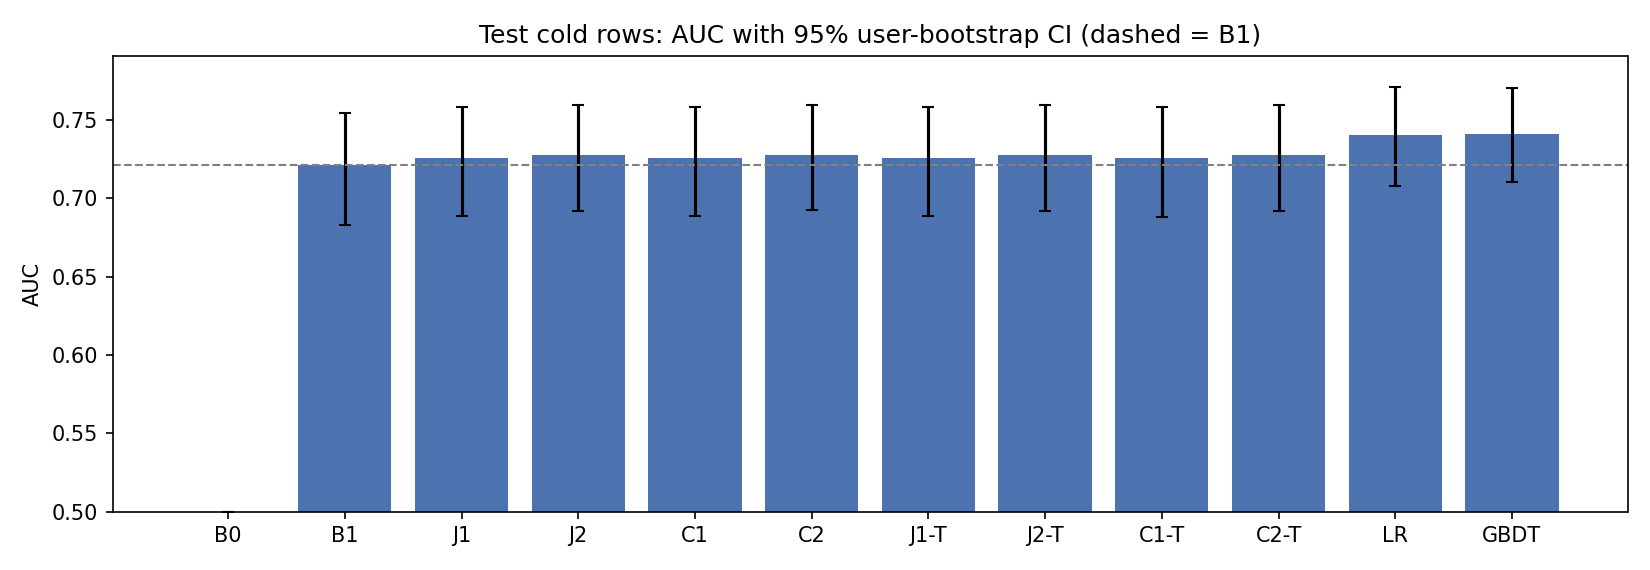 Test cold rows: AUC with 95% user-bootstrap CI (dashed = B1)
AUC
0.75
0.70
0.65
0.60
0.55
0.50
B0 B1 J1 J2 C1 C2 J1-T J2-T C1-T C2-T LR GBDT